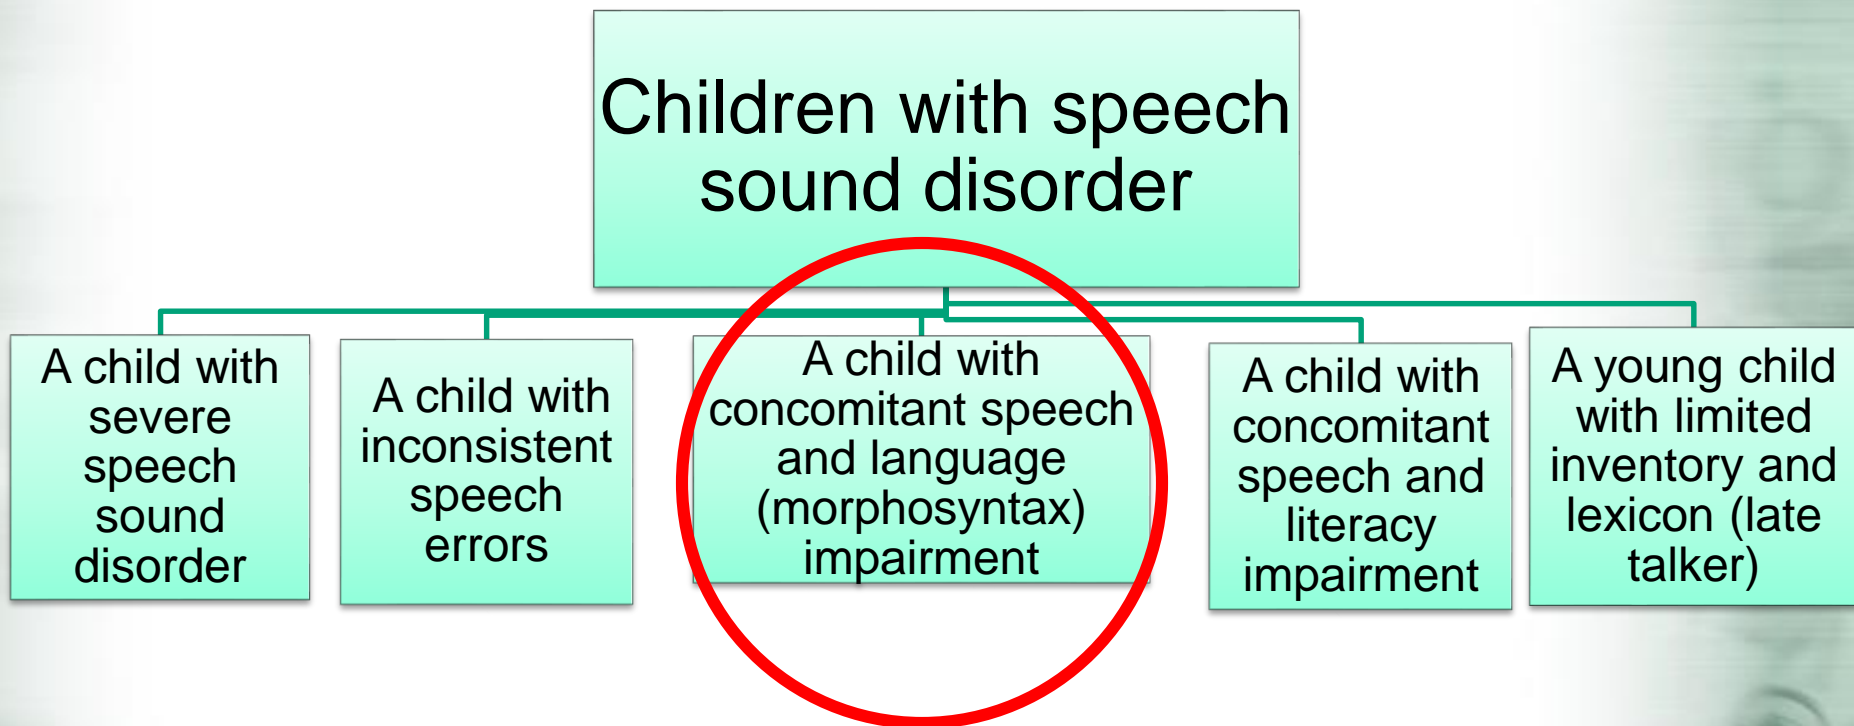 Children with speech
sound disorder
A child with
severe
speech
sound
disorder
A child with
inconsistent
speech
errors
A child with
concomitant speech
and language
(morphosyntax)
impairment
A child with
concomitant
speech and
literacy
impairment
A young child
with limited
inventory and
lexicon (late
talker)